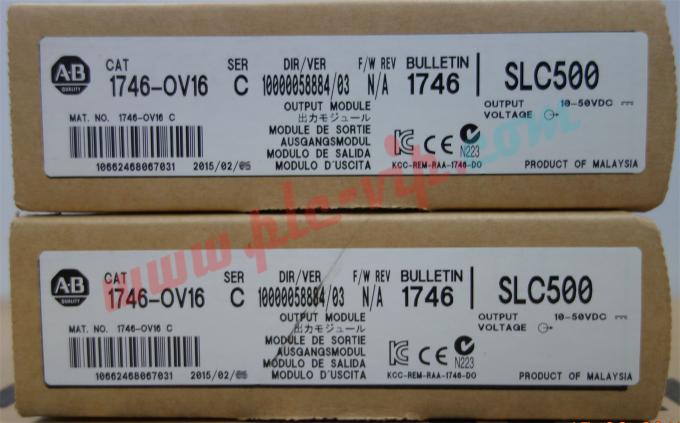 A-B
QUALITY
CAT
1746-OV16
SER
C
DIR/VER
10000058884/03
F/W REV
N/A
BULLETIN
1746
SLC500
MAT. NO. 1746-OV16 C
10662468067031
2015/02/05
OUTPUT MODULE
出力モジュール
MODULE DE SORTIE
AUSGANGSMODUL
MODULO DE SALIDA
MODULO D'USCITA
KC CE N223
KCC-REM-RAA-1746-DO
OUTPUT
VOLTAGE
10-50VDC
PRODUCT OF MALAYSIA
www.plc-vip.com
A-B
QUALITY
CAT
1746-OV16
SER
C
DIR/VER
10000058884/03
F/W REV
N/A
BULLETIN
1746
SLC500
MAT. NO. 1746-OV16 C
10662468067031
2015/02/05
OUTPUT MODULE
出力モジュール
MODULE DE SORTIE
AUSGANGSMODUL
MODULO DE SALIDA
MODULO D'USCITA
KC CE N223
KCC-REM-RAA-1746-DO
OUTPUT
VOLTAGE
10-50VDC
PRODUCT OF MALAYSIA